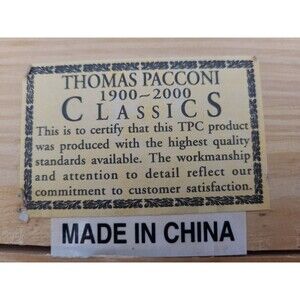 THOMAS PACCONI
1900-2000
CLASSICS
This is to certify that this TPC product
was produced with the highest quality
standards available. The workmanship
and attention to detail reflect our
commitment to customer satisfaction.
MADE IN CHINA